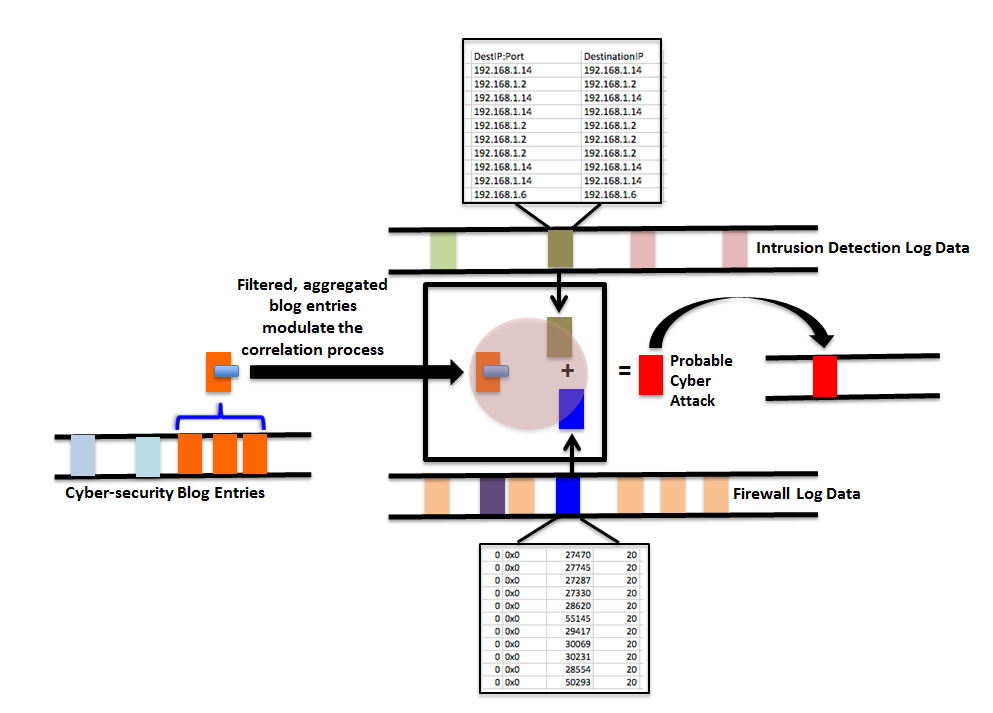 DestIP:Port DestinationIP
192.168.1.14 192.168.1.14
192.168.1.2 192.168.1.2
192.168.1.14 192.168.1.14
192.168.1.14 192.168.1.14
192.168.1.2 192.168.1.2
192.168.1.2 192.168.1.2
192.168.1.2 192.168.1.2
192.168.1.14 192.168.1.14
192.168.1.14 192.168.1.14
192.168.1.6 192.168.1.6
Intrusion Detection Log Data
Filtered, aggregated
blog entries
modulate the
correlation process
+
=
Probable
Cyber
Attack
Cyber-security Blog Entries
Firewall Log Data
0 0x0 27470 20
0 0x0 27745 20
0 0x0 27287 20
0 0x0 27330 20
0 0x0 28620 20
0 0x0 55145 20
0 0x0 29417 20
0 0x0 30069 20
0 0x0 30231 20
0 0x0 28554 20
0 0x0 50293 20